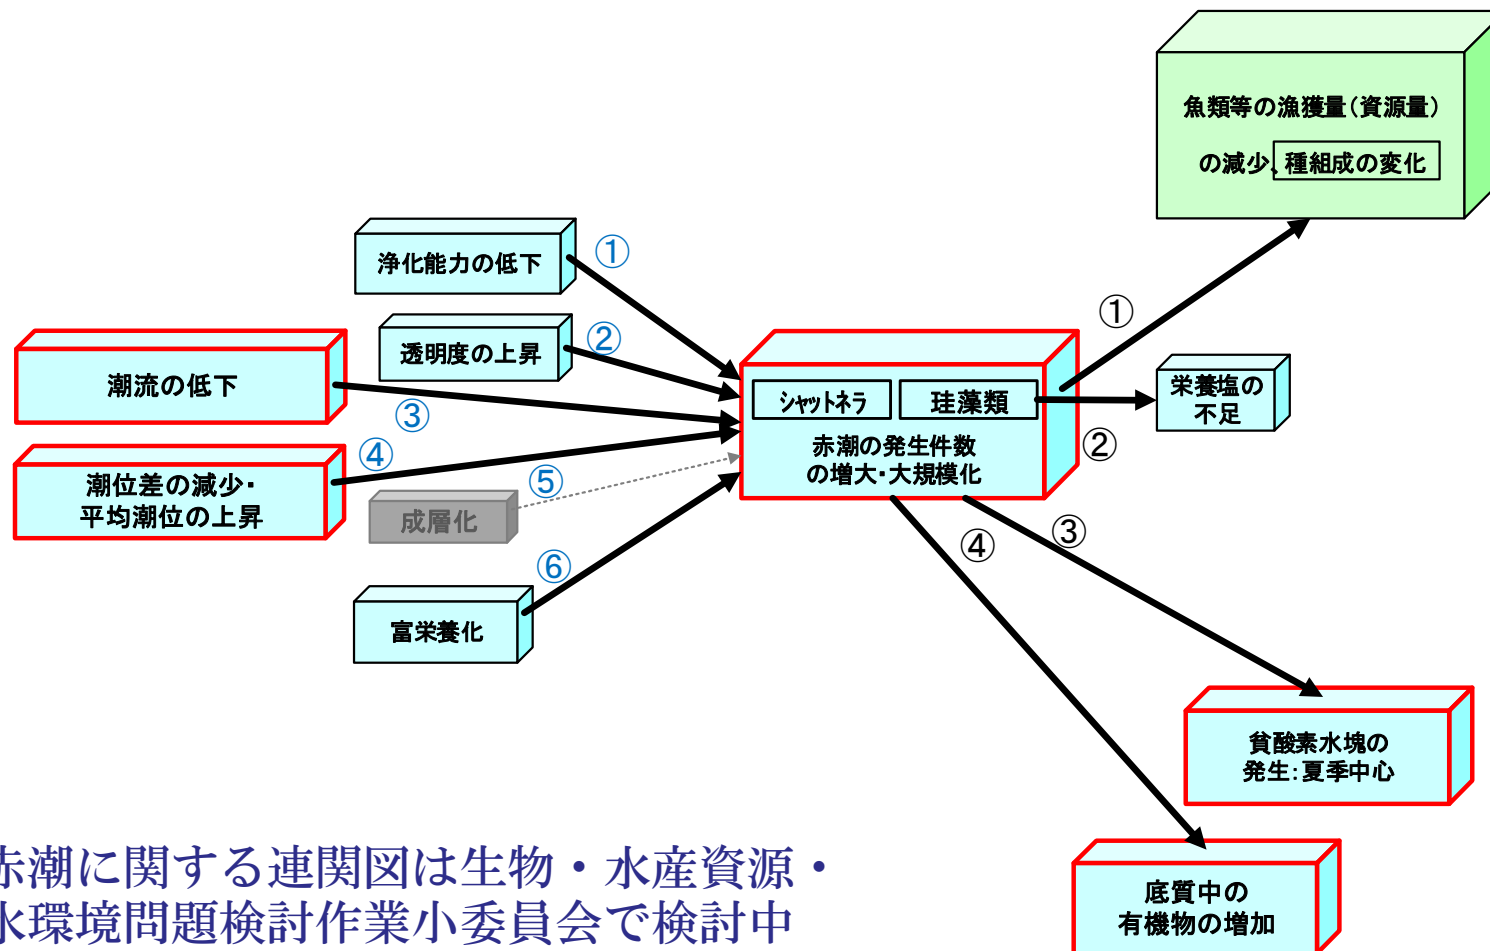 魚類等の漁獲量(資源量)
の減少、種組成の変化
浄化能力の低下
①
透明度の上昇
②
潮流の低下
③
潮位差の減少・
平均潮位の上昇
④
成層化
⑤
富栄養化
⑥
シャットネラ
珪藻類
赤潮の発生件数
の増大・大規模化
①
栄養塩の
不足
②
③
④
貧酸素水塊の
発生：夏季中心
底質中の
有機物の増加
赤潮に関する連関図は生物・水産資源・
水環境問題検討作業小委員会で検討中